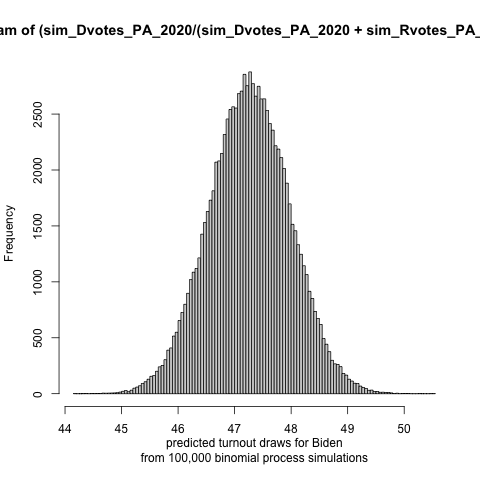 am of (sim_Dvotes_PA_2020/(sim_Dvotes_PA_2020 + sim_Rvotes_PA_
2500
2000
1500
1000
500
0
Frequency
44 45 46 47 48 49 50
predicted turnout draws for Biden
from 100,000 binomial process simulations